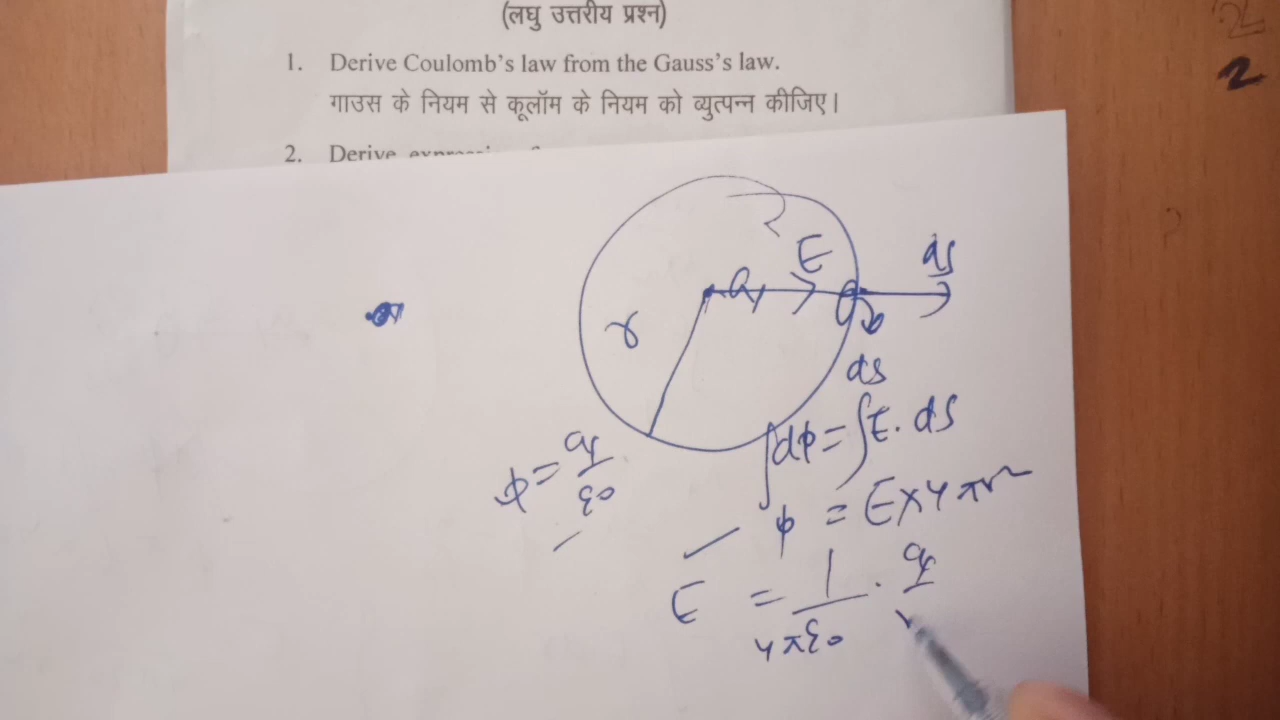 (लघु उत्तरीय प्रश्न)
1. Derive Coulomb's law from the Gauss's law.
गाउस के नियम से कूलॉम के नियम को व्युत्पन्न कीजिए।
2. Derive
2
E
ds
q
r
ds
∫dϕ = ∫E. ds
ϕ = q/ε0
ϕ = E×4πr²
E = 1/4πε0 . q/